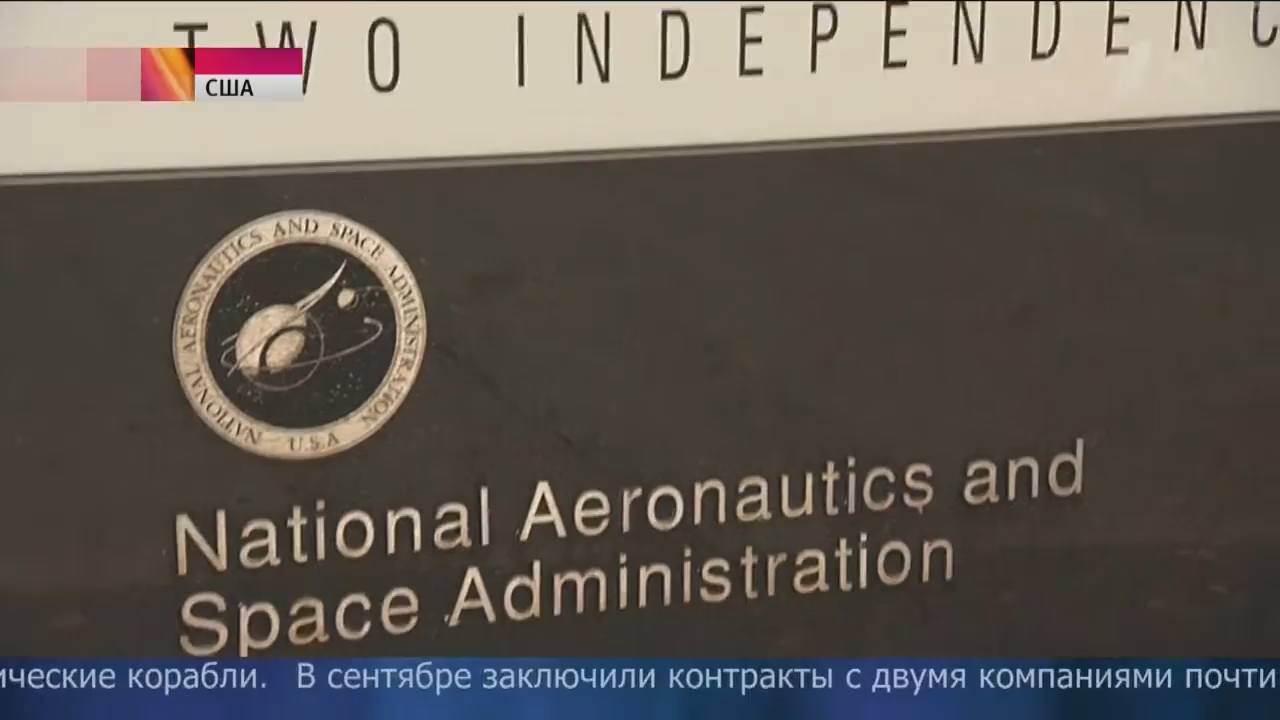 TWO INDEPENDENC
США
NATIONAL AERONAUTICS AND SPACE ADMINISTRATION
U.S.A
National Aeronautics and
Space Administration
ические корабли. В сентябре заключили контракты с двумя компаниями почти